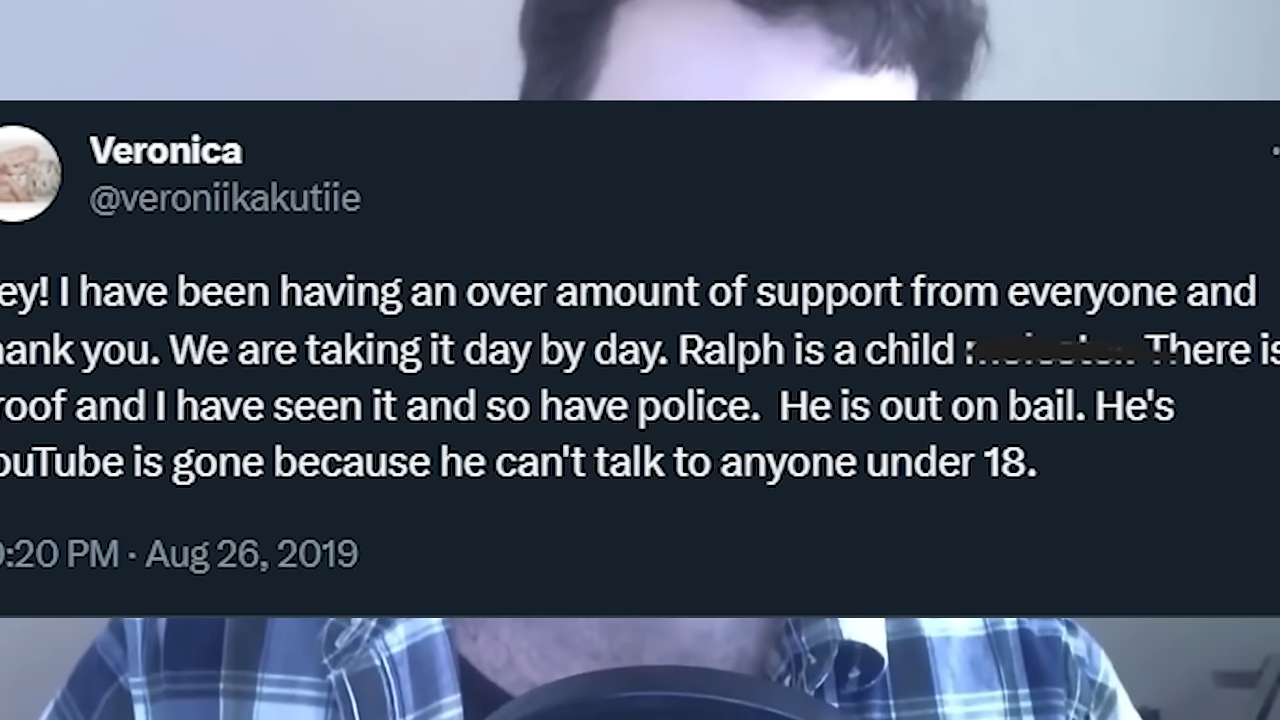 Veronica
@veroniikakutiie
ey! I have been having an over amount of support from everyone and
ank you. We are taking it day by day. Ralph is a child There is
roof and I have seen it and so have police. He is out on bail. He's
ouTube is gone because he can't talk to anyone under 18.
:20 PM · Aug 26, 2019